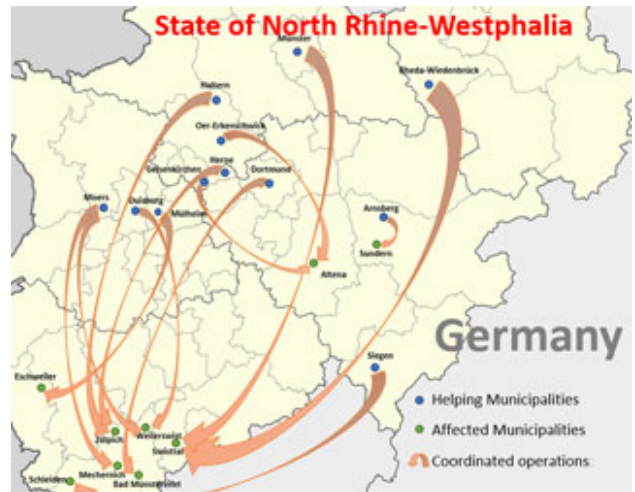 State of North Rhine-Westphalia
Münster
Rheda-Wiedenbrück
Haltern
Oer-Erkenschwick
Herne
Gelsenkirchen
Dortmund
Moers
Duisburg
Mülheim
Arnsberg
Sundern
Altena
Germany
Siegen
Eschweiler
Helping Municipalities
Weilerswist
Zülpich
Swisttal
Affected Municipalities
Mechernich
Coordinated operations
Schleiden
Bad Münstereifel